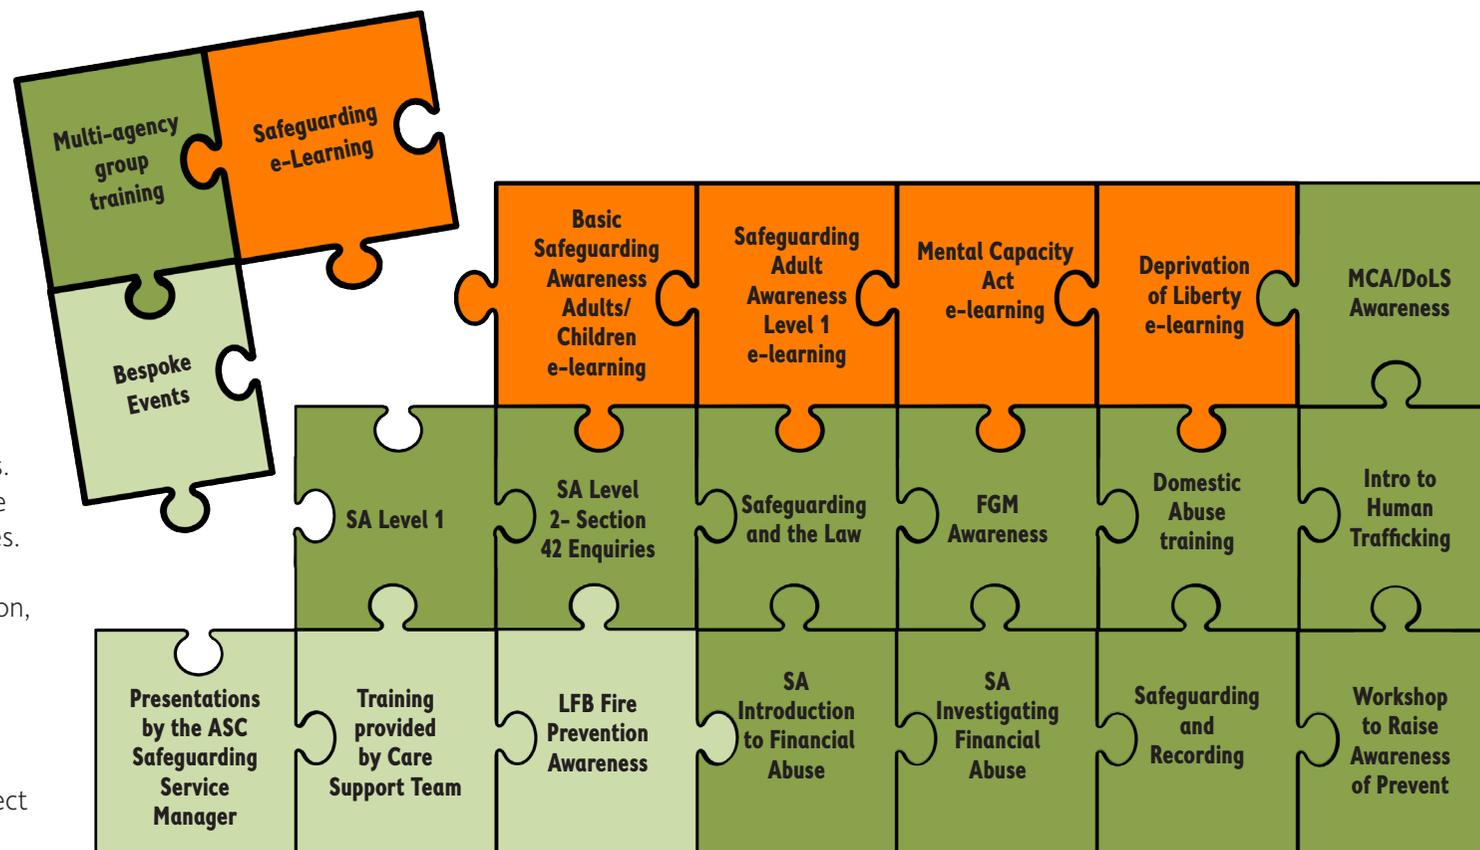 Multi-agency
group
training
Safeguarding
e-Learning
Bespoke
Events
Basic
Safeguarding
Awareness
Adults/
Children
e-learning
Safeguarding
Adult
Awareness
Level 1
e-learning
Mental Capacity
Act
e-learning
Deprivation
of Liberty
e-learning
MCA/DoLS
Awareness
SA Level 1
SA Level
2- Section
42 Enquiries
Safeguarding
and the Law
FGM
Awareness
Domestic
Abuse
training
Intro to
Human
Trafficking
Presentations
by the ASC
Safeguarding
Service
Manager
Training
provided
by Care
Support Team
LFB Fire
Prevention
Awareness
SA
Introduction
to Financial
Abuse
SA
Investigating
Financial
Abuse
Safeguarding
and
Recording
Workshop
to Raise
Awareness
of Prevent